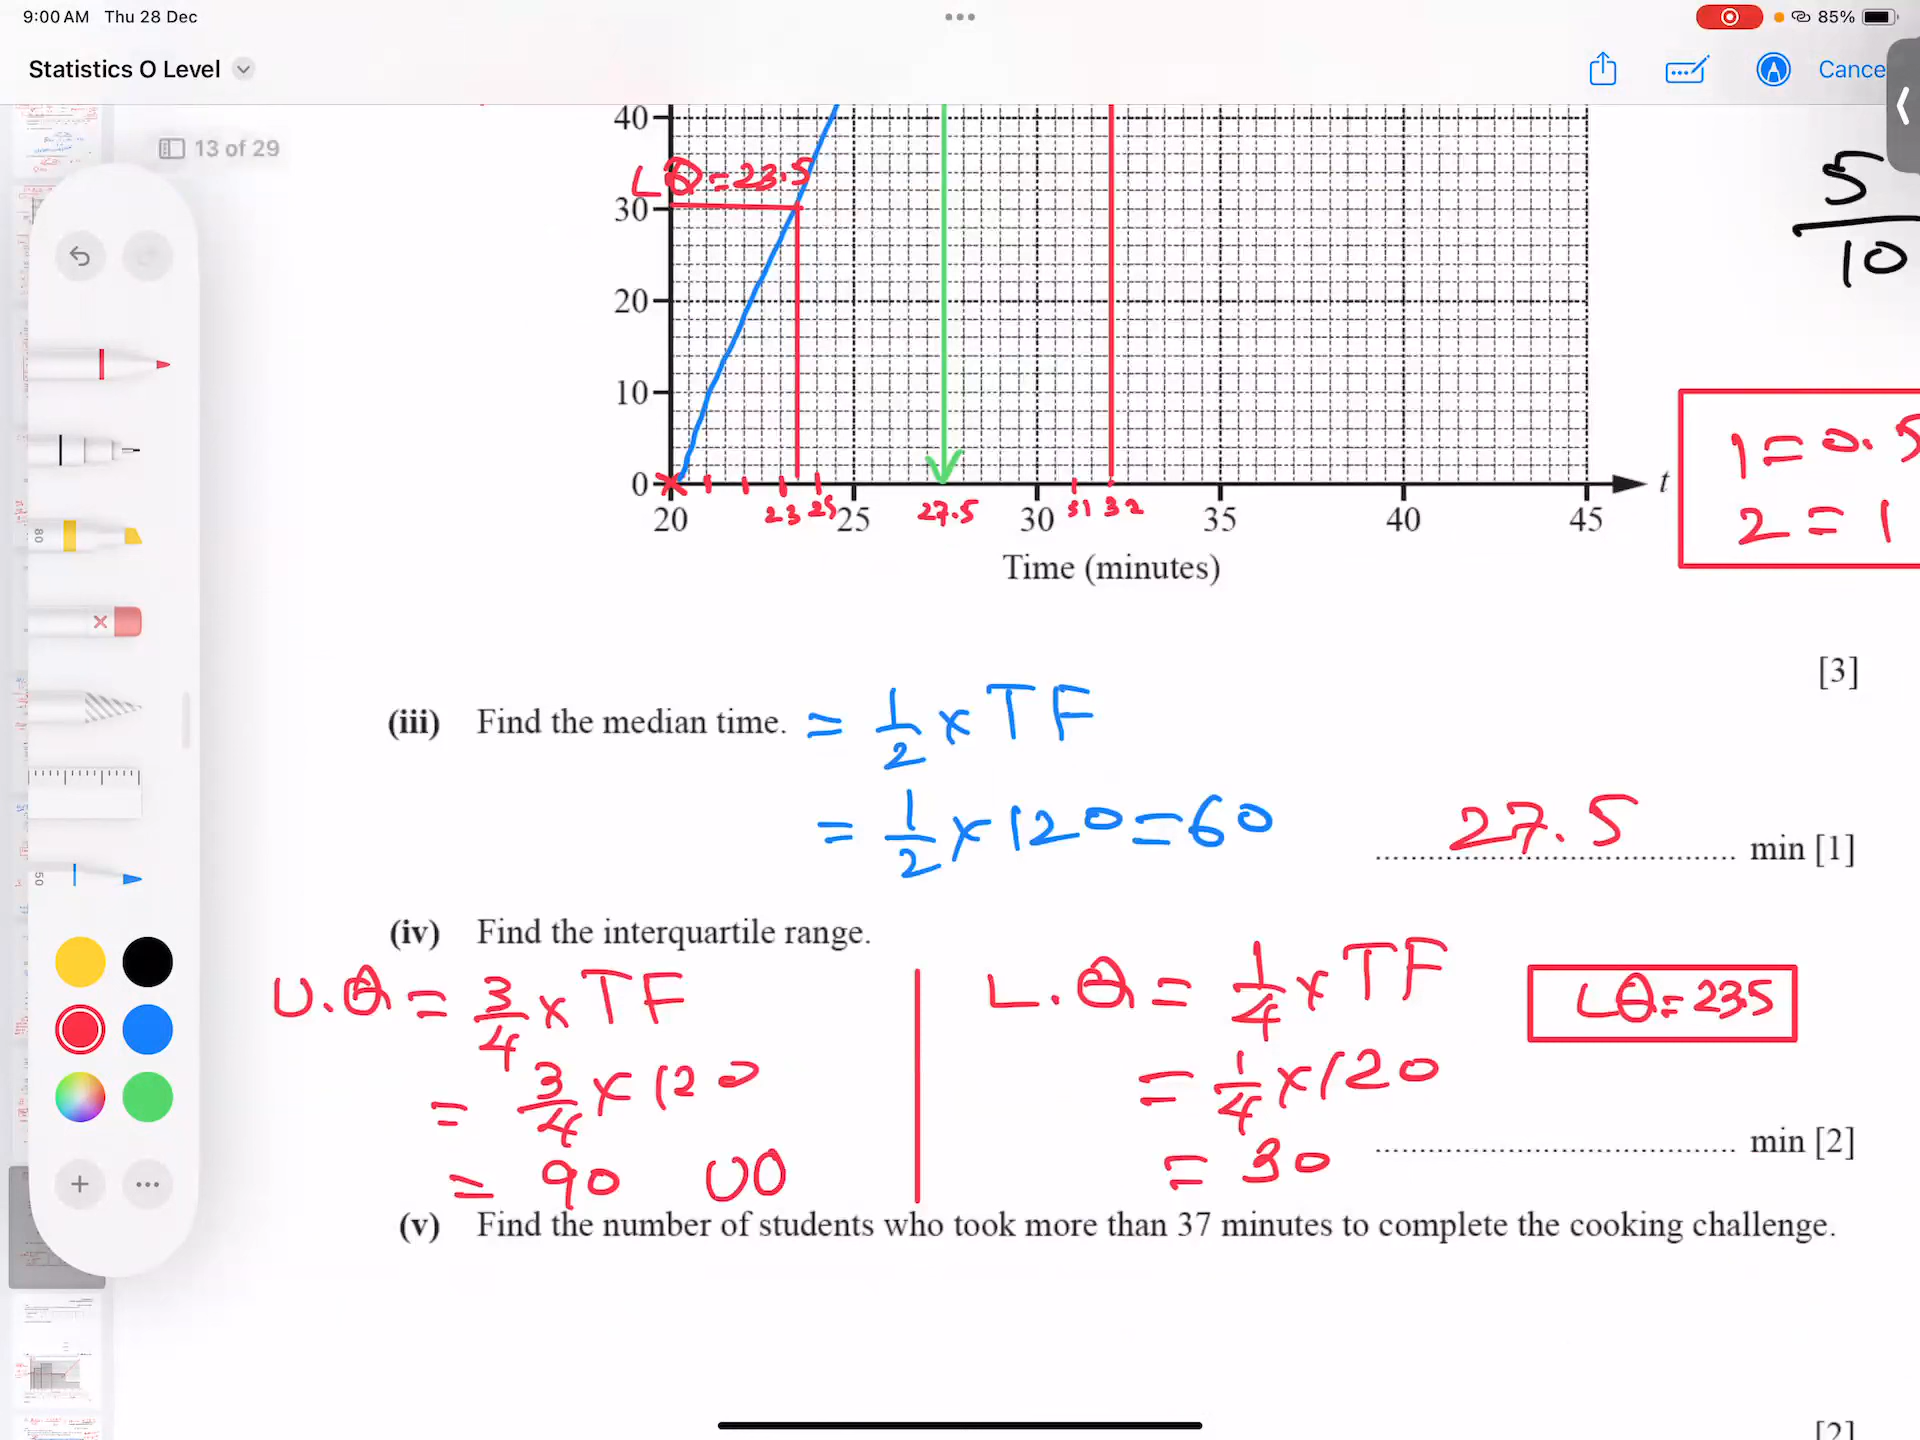 9:00 AM Thu 28 Dec
85%
Statistics O Level
Cance
13 of 29
40
LQ = 23.5
30
20
10
0
23 25 27.5 31 32
20 25 30 35 40 45
t
Time (minutes)
5
10
1 = 0.5
2 = 1
[3]
(iii) Find the median time. = 1/2 x TF
= 1/2 x 120 = 60
27.5 min [1]
(iv) Find the interquartile range.
U.Q = 3/4 x TF
= 3/4 x 120
= 90 UQ
L.Q = 1/4 x TF
= 1/4 x 120
= 30
LQ = 23.5
min [2]
(v) Find the number of students who took more than 37 minutes to complete the cooking challenge.
[2]
80
50